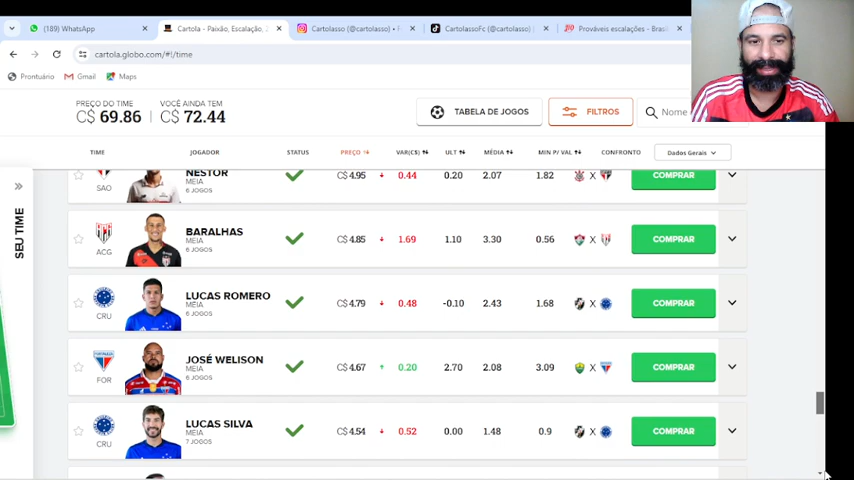 (189) WhatsApp
Cartola - Paixão, Escalação,
Cartolasso (@cartolasso) •
CartolassoFc (@cartolassofc)
Prováveis escalações - Brasil
cartola.globo.com/#!/time
Prontuário Gmail Maps
PREÇO DO TIME VOCÊ AINDA TEM
C$ 69.86 C$ 72.44
TABELA DE JOGOS FILTROS Nome
TIME JOGADOR STATUS PREÇO VAR(C$) ULT MÉDIA MIN P/ VAL CONFRONTO Dados Gerais
SEU TIME
SAO NESTOR MEIA 6 JOGOS C$ 4.95 0.44 0.20 2.07 1.82 X COMPRAR
ACG BARALHAS MEIA 6 JOGOS C$ 4.85 1.69 1.10 3.30 0.56 X COMPRAR
CRU LUCAS ROMERO MEIA 6 JOGOS C$ 4.79 0.48 -0.10 2.43 1.68 X COMPRAR
FOR JOSÉ WELISON MEIA 6 JOGOS C$ 4.67 0.20 2.70 2.08 3.09 X COMPRAR
CRU LUCAS SILVA MEIA 7 JOGOS C$ 4.54 0.52 0.00 1.48 0.9 X COMPRAR